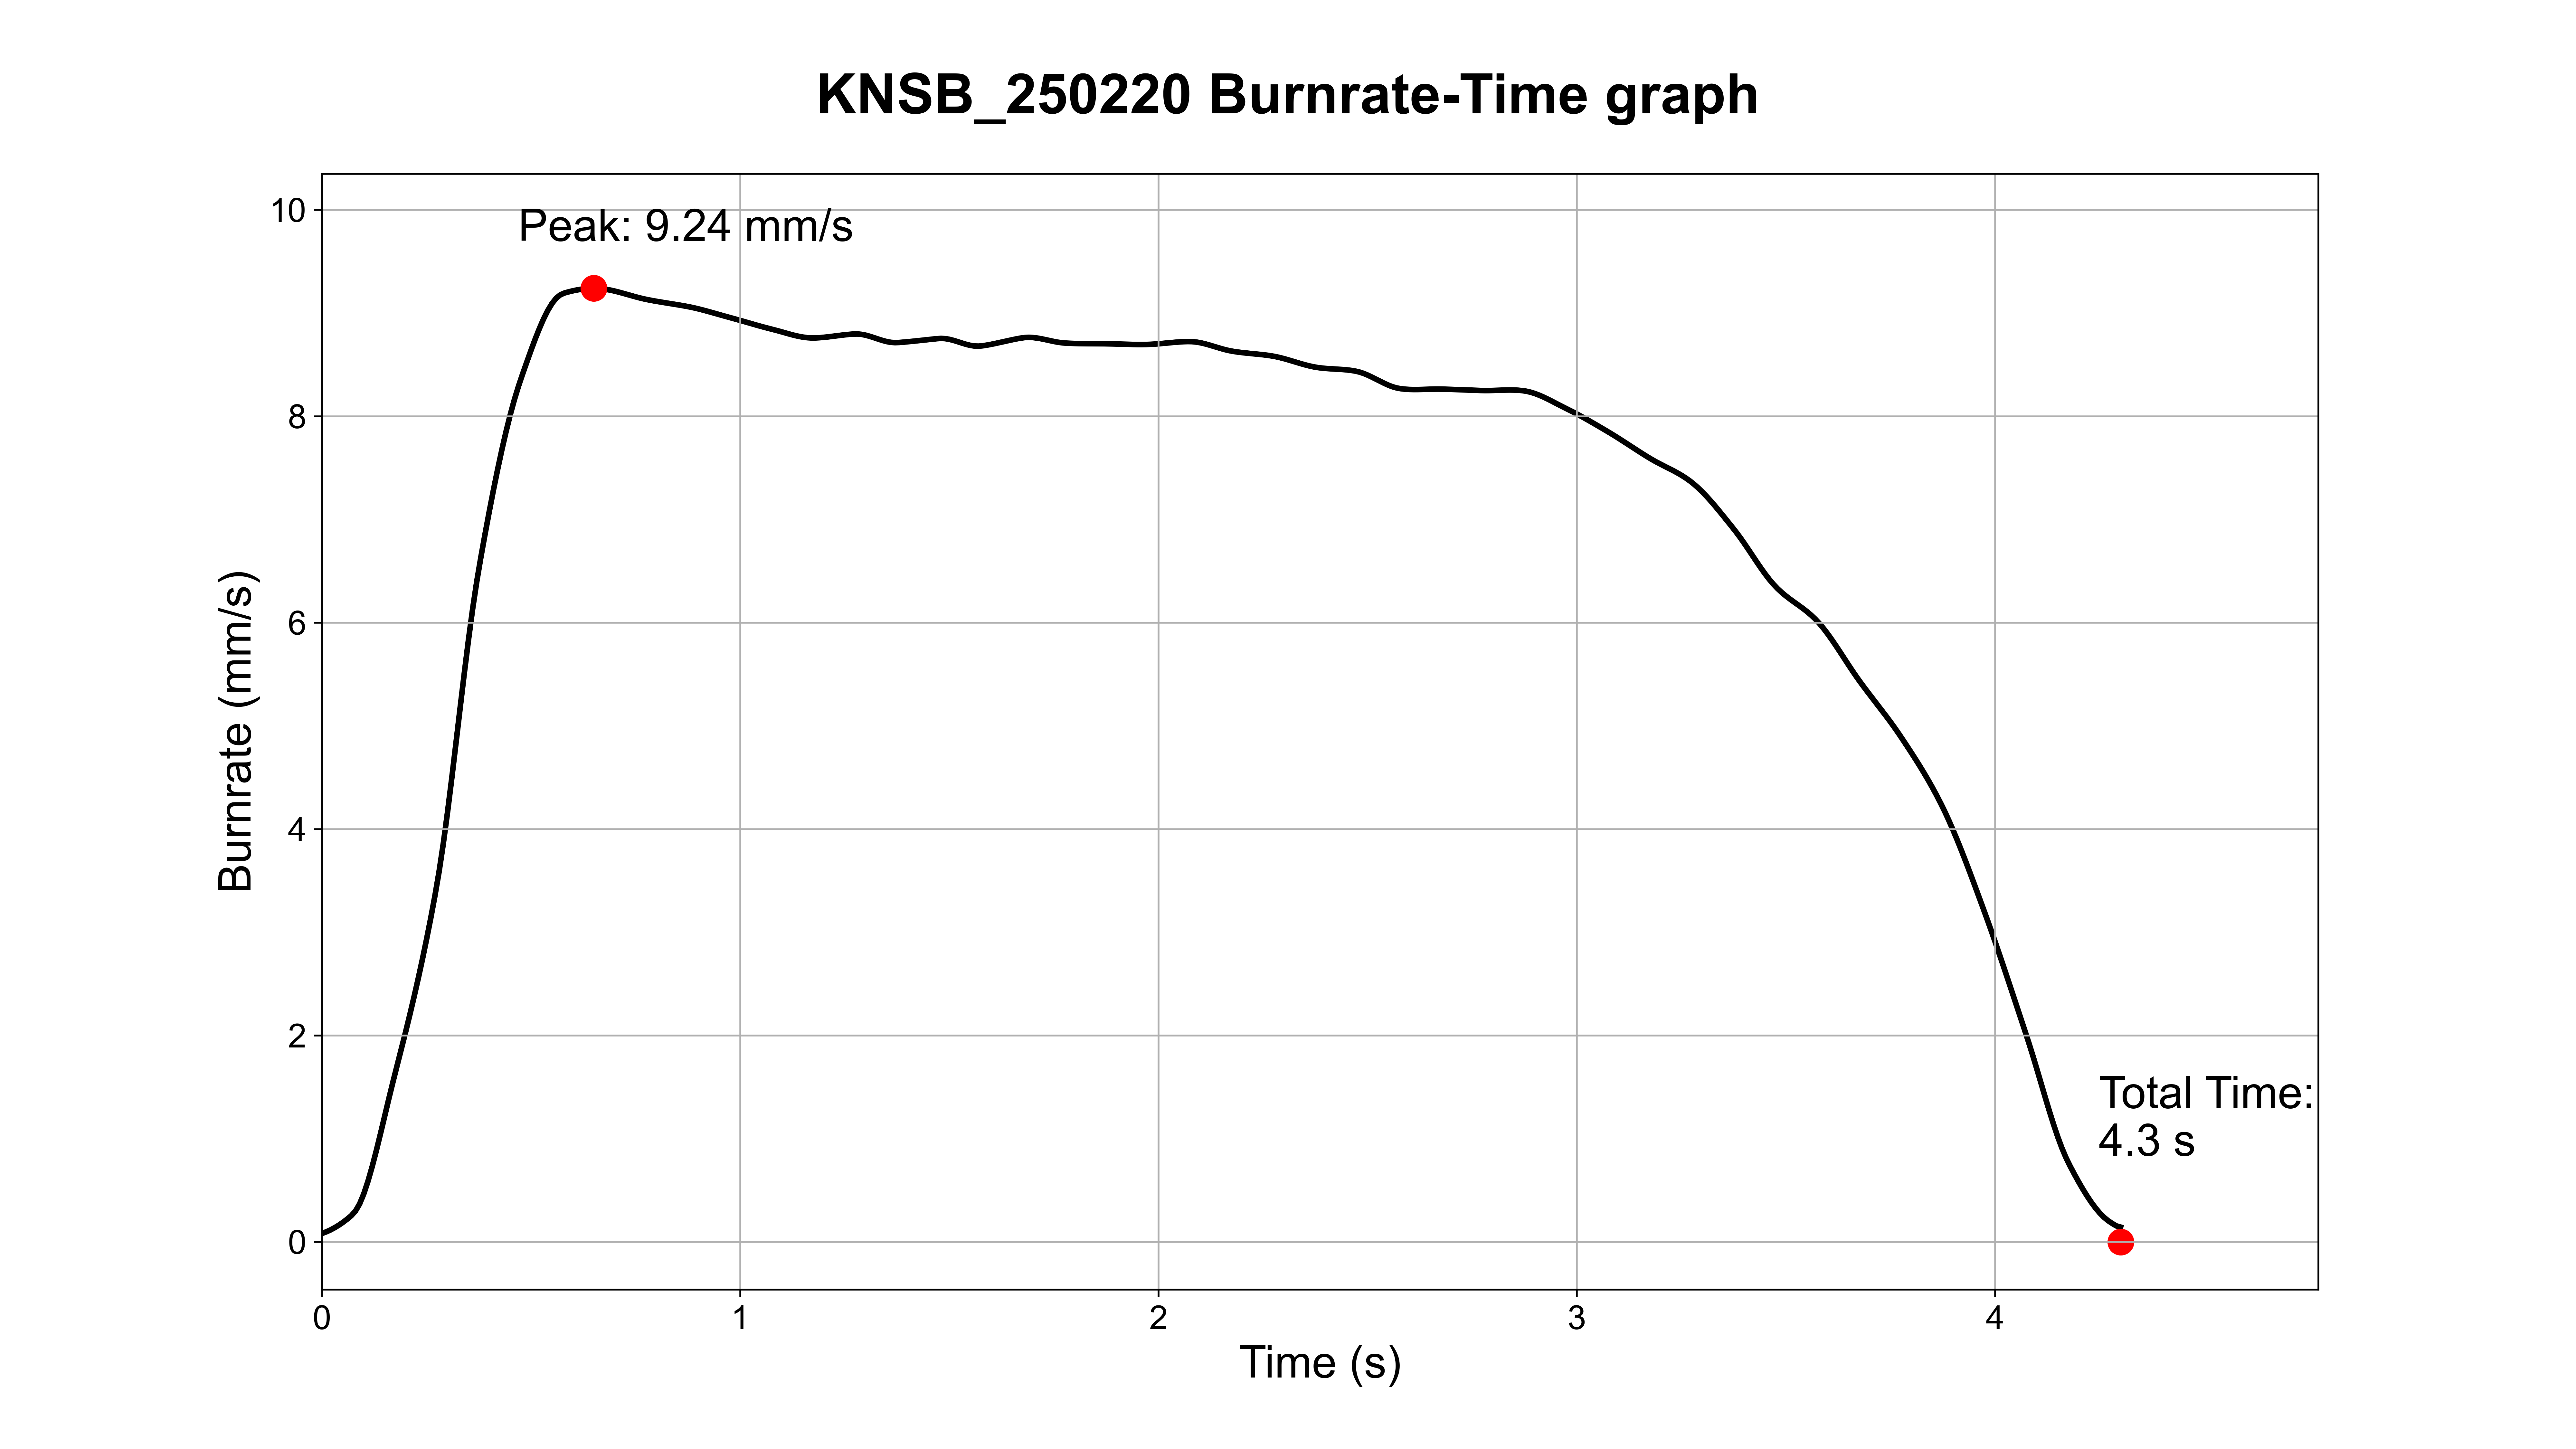 KNSB_250220 Burnrate-Time graph
10
Peak: 9.24 mm/s
8
6
Burnrate (mm/s)
4
2
Total Time:
4.3 s
0
0 1 2 3 4
Time (s)